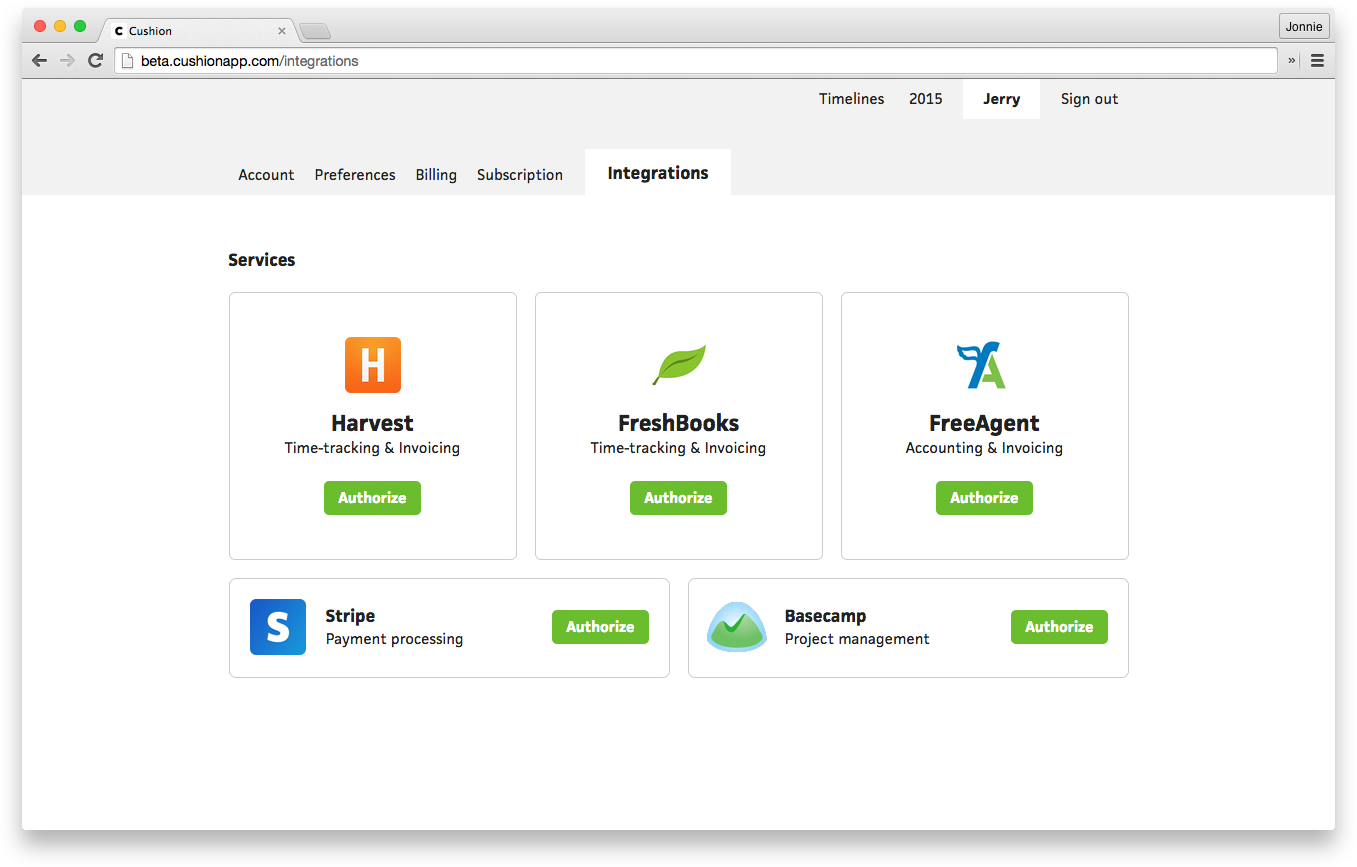 C Cushion
Jonnie
beta.cushionapp.com/integrations
Timelines 2015 Jerry Sign out
Account Preferences Billing Subscription Integrations
Services
H
Harvest
Time-tracking & Invoicing
Authorize
FreshBooks
Time-tracking & Invoicing
Authorize
FreeAgent
Accounting & Invoicing
Authorize
S
Stripe
Payment processing
Authorize
Basecamp
Project management
Authorize